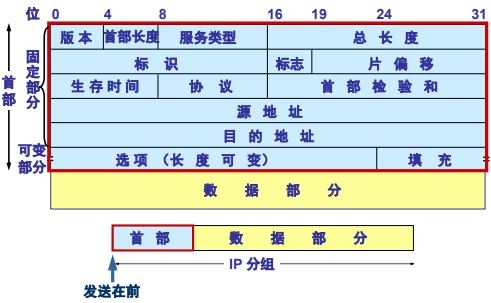 位 0 4 8 16 19 24 31
版本 首部长度 服务类型 总长度
标识 标志 片偏移
生存时间 协议 首部检验和
源地址
目的地址
选项（长度可变） 填充
数据部分
首部
固定部分
可变部分
首部 数据部分
IP 分组
发送在前